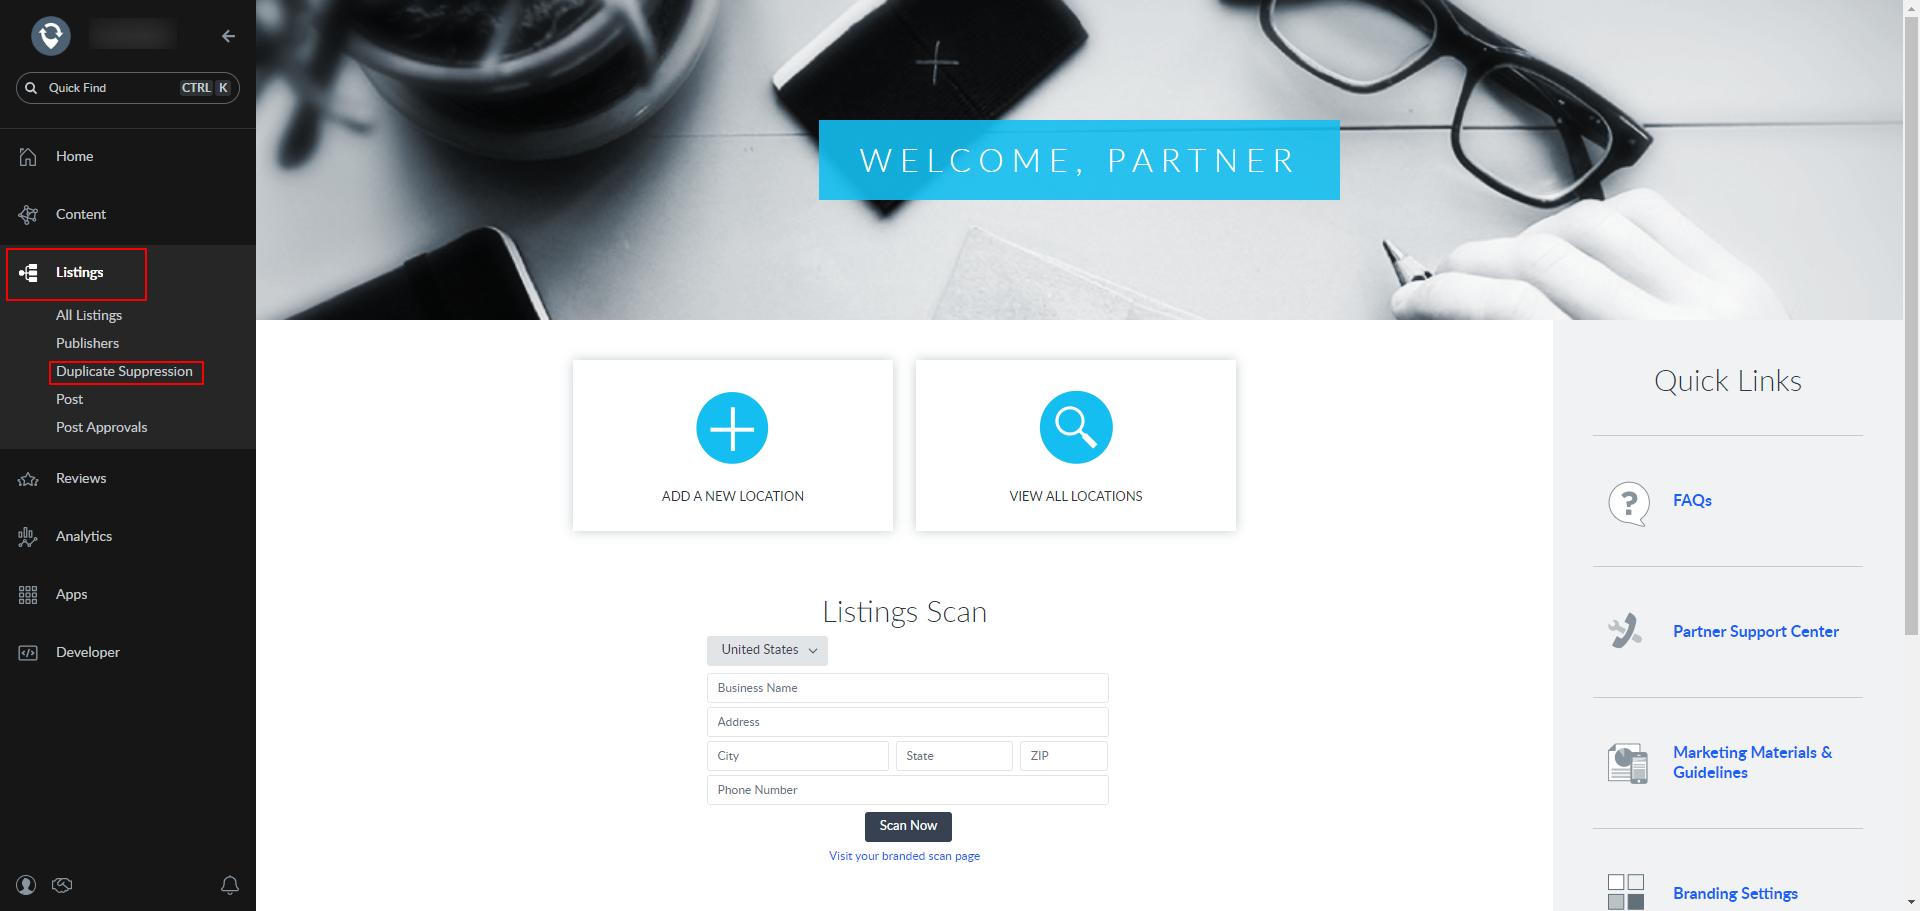 Quick Find CTRL K
Home
Content
Listings
All Listings
Publishers
Duplicate Suppression
Post
Post Approvals
Reviews
Analytics
Apps
Developer
WELCOME, PARTNER
ADD A NEW LOCATION
VIEW ALL LOCATIONS
Listings Scan
United States
Business Name
Address
City State ZIP
Phone Number
Scan Now
Visit your branded scan page
Quick Links
FAQs
Partner Support Center
Marketing Materials &
Guidelines
Branding Settings